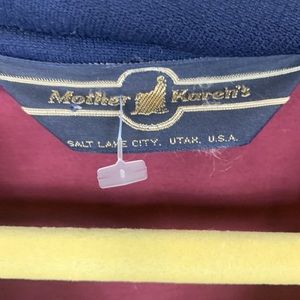 Mother Karen's
SALT LAKE CITY, UTAH, U.S.A.